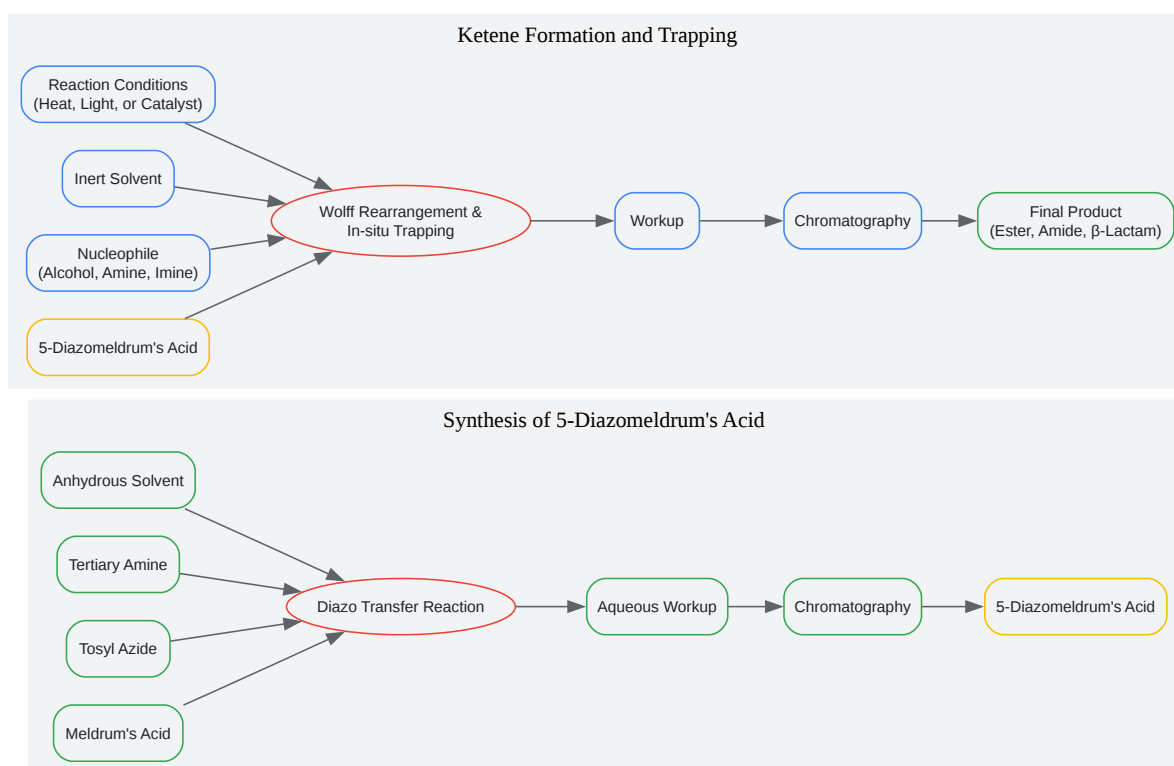 Ketene Formation and Trapping
Reaction Conditions
(Heat, Light, or Catalyst)
Inert Solvent
Nucleophile
(Alcohol, Amine, Imine)
5-Diazomeldrum's Acid
Wolff Rearrangement &
In-situ Trapping
Workup
Chromatography
Final Product
(Ester, Amide, β-Lactam)
Synthesis of 5-Diazomeldrum's Acid
Anhydrous Solvent
Tertiary Amine
Tosyl Azide
Meldrum's Acid
Diazo Transfer Reaction
Aqueous Workup
Chromatography
5-Diazomeldrum's Acid